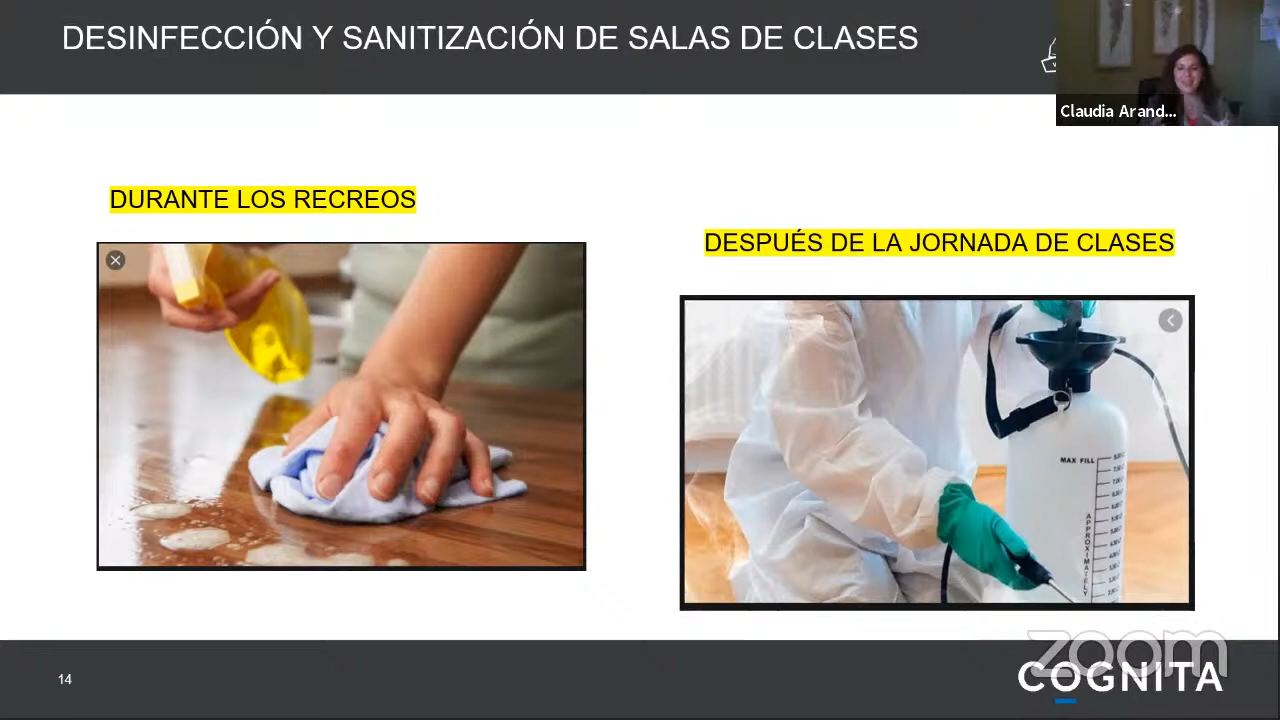 DESINFECCIÓN Y SANITIZACIÓN DE SALAS DE CLASES
Claudia Arand...
DURANTE LOS RECREOS
DESPUÉS DE LA JORNADA DE CLASES
MAX FILL
APPROXIMATELY
14
zoom
COGNITA